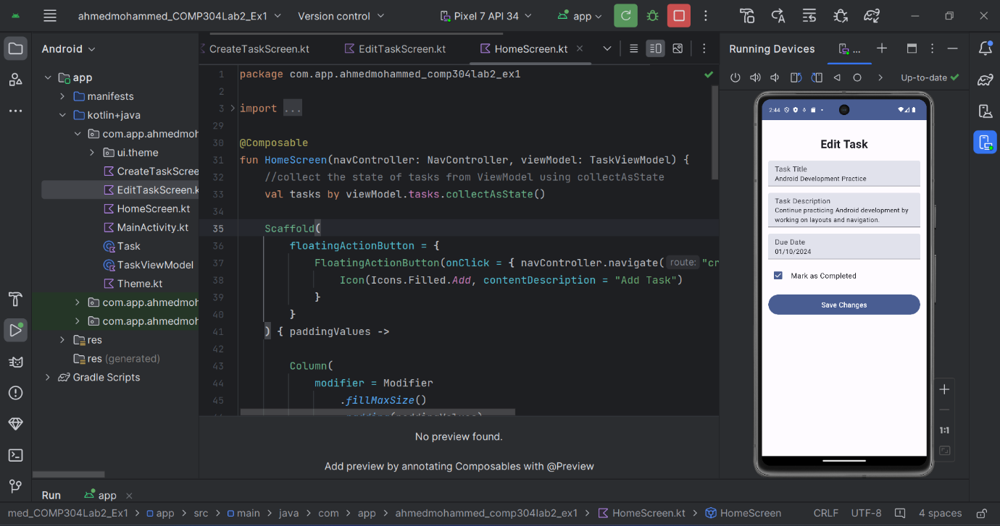 ahmedmohammed_COMP304Lab2_Ex1
Version control
Pixel 7 API 34
app
Android
CreateTaskScreen.kt
EditTaskScreen.kt
HomeScreen.kt
Running Devices
...
Up-to-date
app
manifests
kotlin+java
com.app.ahmedmoh
ui.theme
CreateTaskScree
EditTaskScreen.k
HomeScreen.kt
MainActivity.kt
Task
TaskViewModel
Theme.kt
com.app.ahmedmoh
com.app.ahmedmoh
res
res (generated)
Gradle Scripts
1 package com.app.ahmedmohammed_comp304lab2_ex1
2
3 import ...
29
30 @Composable
31 fun HomeScreen(navController: NavController, viewModel: TaskViewModel) {
32 //collect the state of tasks from ViewModel using collectAsState
33 val tasks by viewModel.tasks.collectAsState()
34
35 Scaffold(
36 floatingActionButton = {
37 FloatingActionButton(onClick = { navController.navigate( route: "cr
38 Icon(Icons.Filled.Add, contentDescription = "Add Task")
39 }
40 }
41 ) { paddingValues ->
42
43 Column(
44 modifier = Modifier
45 .fillMaxSize()
No preview found.
Add preview by annotating Composables with @Preview
2:44
Edit Task
Task Title
Android Development Practice
Task Description
Continue practicing Android development by
working on layouts and navigation.
Due Date
01/10/2024
Mark as Completed
Save Changes
1:1
Run
app
med_COMP304Lab2_Ex1 > app > src > main > java > com > app > ahmedmohammed_comp304lab2_ex1 > HomeScreen.kt > HomeScreen
CRLF UTF-8 4 spaces